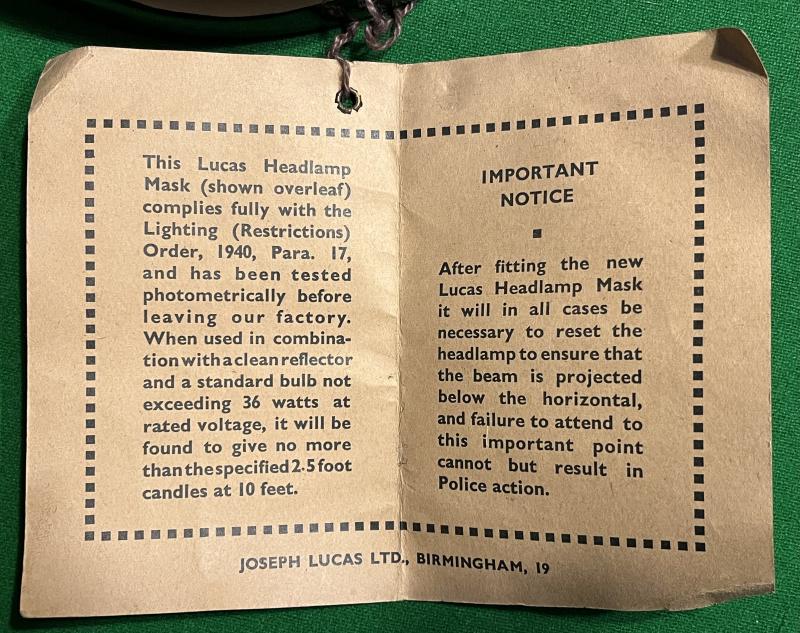 This Lucas Headlamp
Mask (shown overleaf)
complies fully with the
Lighting (Restrictions)
Order, 1940, Para. 17,
and has been tested
photometrically before
leaving our factory.
When used in combina-
tion with a clean reflector
and a standard bulb not
exceeding 36 watts at
rated voltage, it will be
found to give no more
than the specified 2.5 foot
candles at 10 feet.
IMPORTANT
NOTICE
After fitting the new
Lucas Headlamp Mask
it will in all cases be
necessary to reset the
headlamp to ensure that
the beam is projected
below the horizontal,
and failure to attend to
this important point
cannot but result in
Police action.
JOSEPH LUCAS LTD., BIRMINGHAM, 19